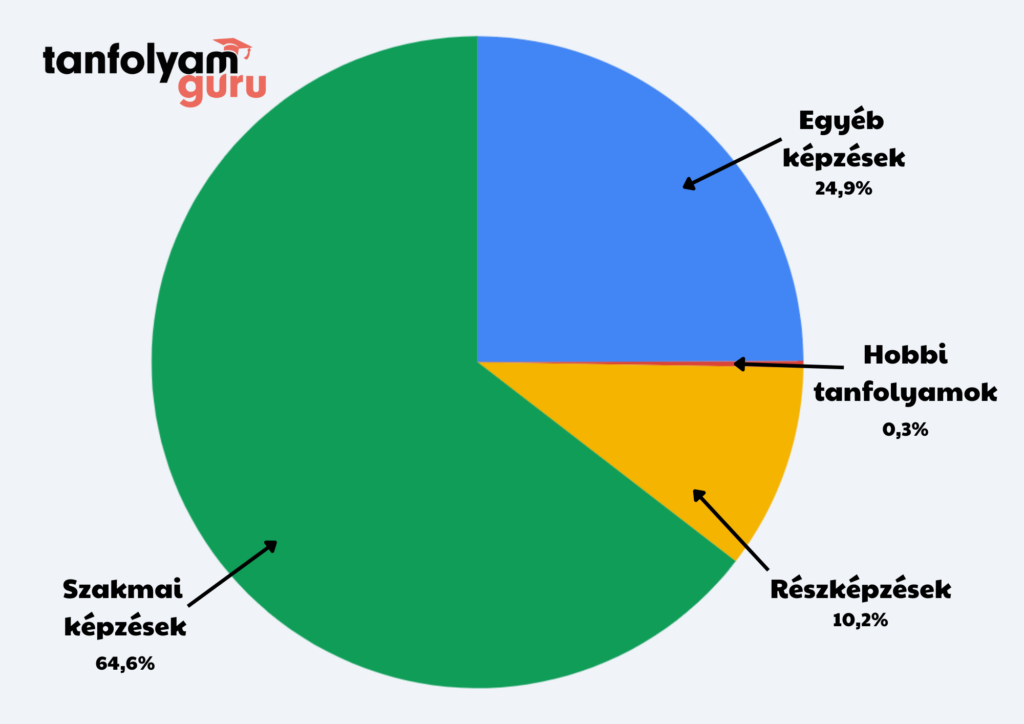 tanfolyam
guru
Egyéb
képzések
24,9%
Hobbi
tanfolyamok
0,3%
Részképzések
10,2%
Szakmai
képzések
64,6%